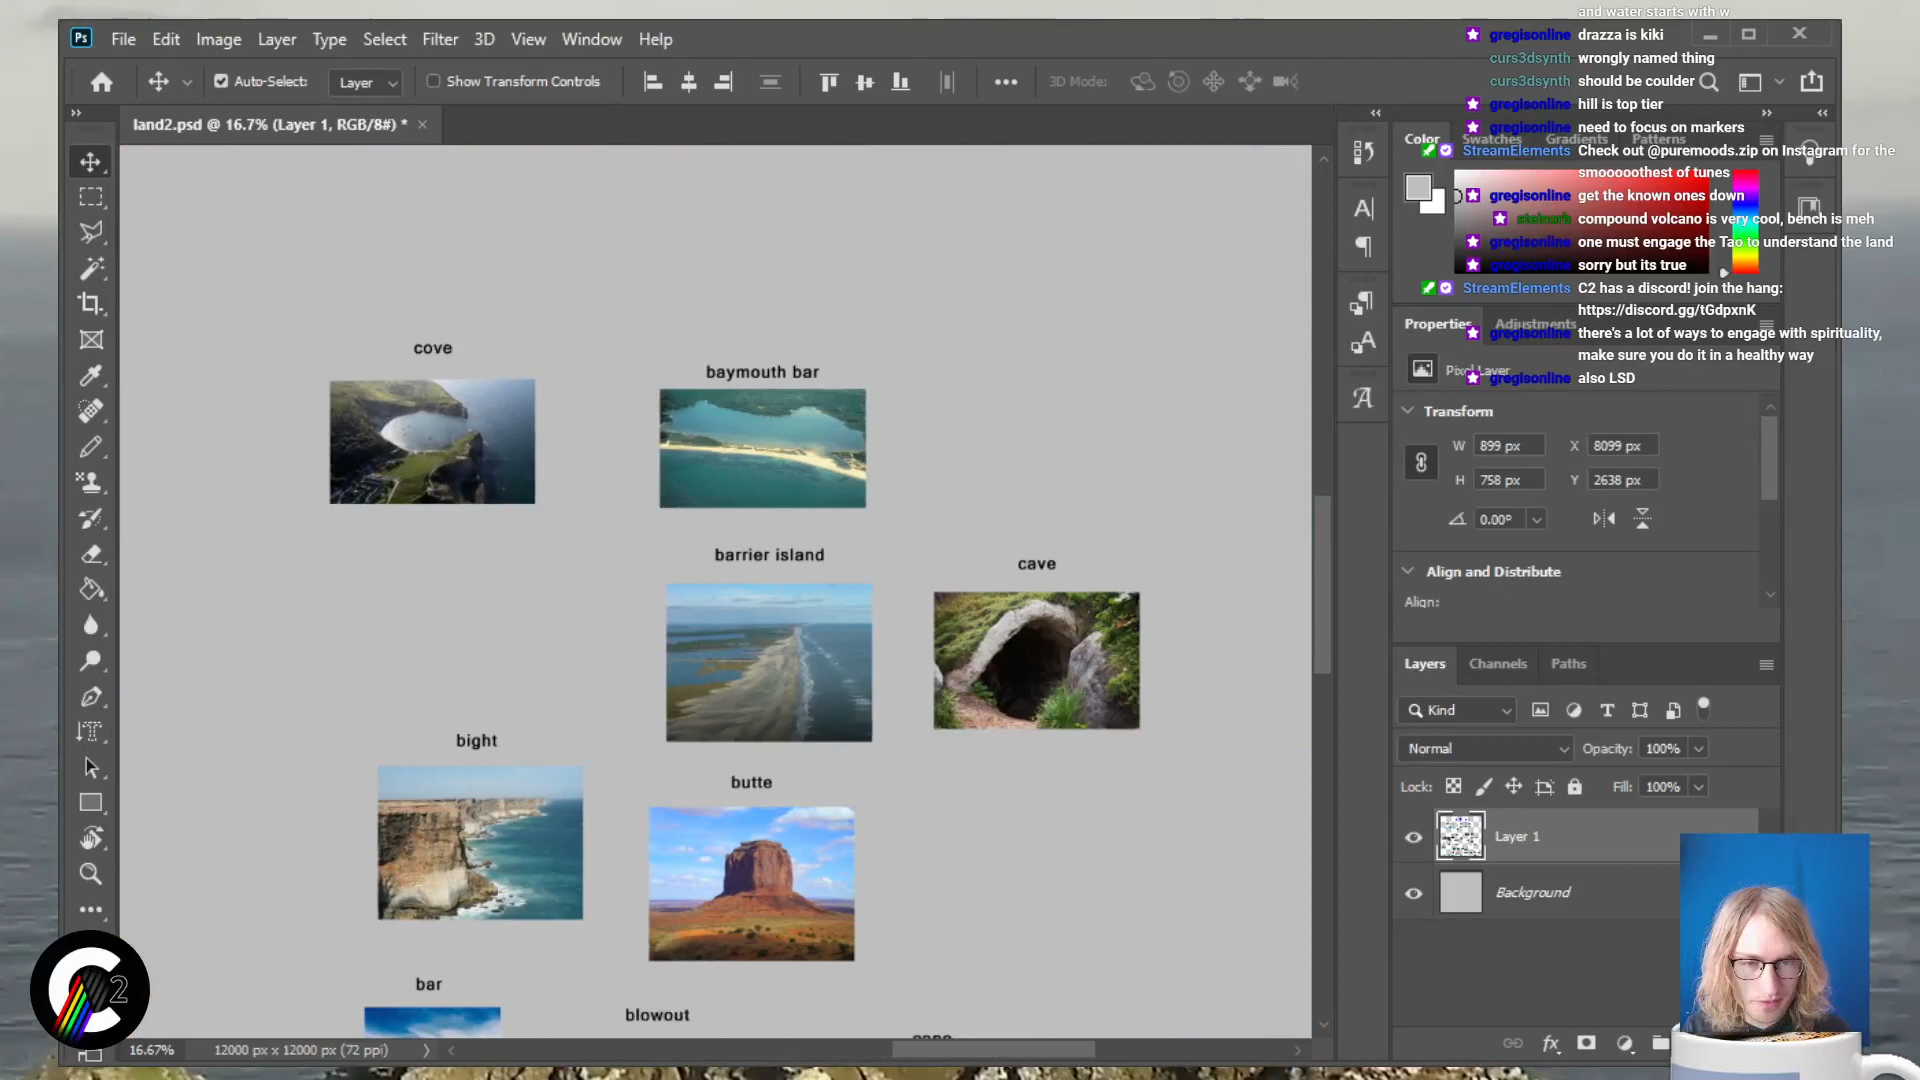 and water starts with w
Ps File Edit Image Layer Type Select Filter 3D View Window Help
gregisonline drazza is kiki
curs3dsynth wrongly named thing
Auto-Select: Layer Show Transform Controls 3D Mode:
curs3dsynth should be coulder
gregisonline hill is top tier
land2.psd @ 16.7% (Layer 1, RGB/8#) *
gregisonline need to focus on markers
Color Swatches Gradients Patterns
StreamElements Check out @puremoods.zip on Instagram for the
smooooothest of tunes
gregisonline get the known ones down
steinorb compound volcano is very cool, bench is meh
gregisonline one must engage the Tao to understand the land
gregisonline sorry but its true
StreamElements C2 has a discord! join the hang:
https://discord.gg/tGdpxnK
Properties Adjustments
gregisonline there's a lot of ways to engage with spirituality,
make sure you do it in a healthy way
Pixel Layer
gregisonline also LSD
cove
baymouth bar
Transform
W 899 px X 8099 px
H 758 px Y 2638 px
0.00°
barrier island
cave
Align and Distribute
Align:
Layers Channels Paths
Kind
bight
Normal Opacity: 100%
butte
Lock: Fill: 100%
Layer 1
Background
bar
blowout
C2
16.67% 12000 px x 12000 px (72 ppi)